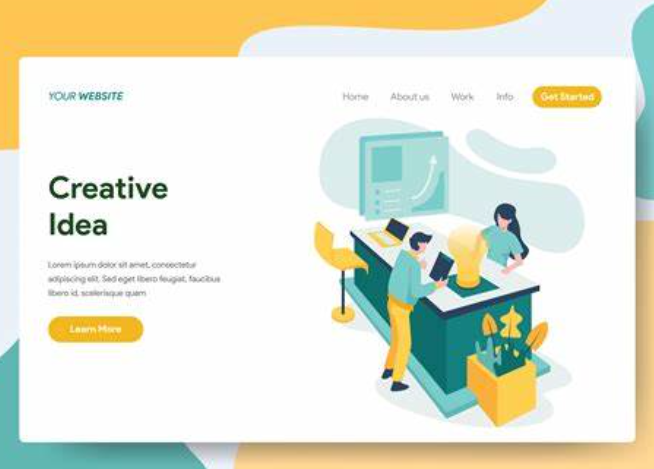 YOUR WEBSITE
Home About us Work Info Get Started
Creative
Idea
Lorem ipsum dolor sit amet, consectetur
adipiscing elit. Sed eget libero feugiat, faucibus
libero id, scelerisque quam
Learn More